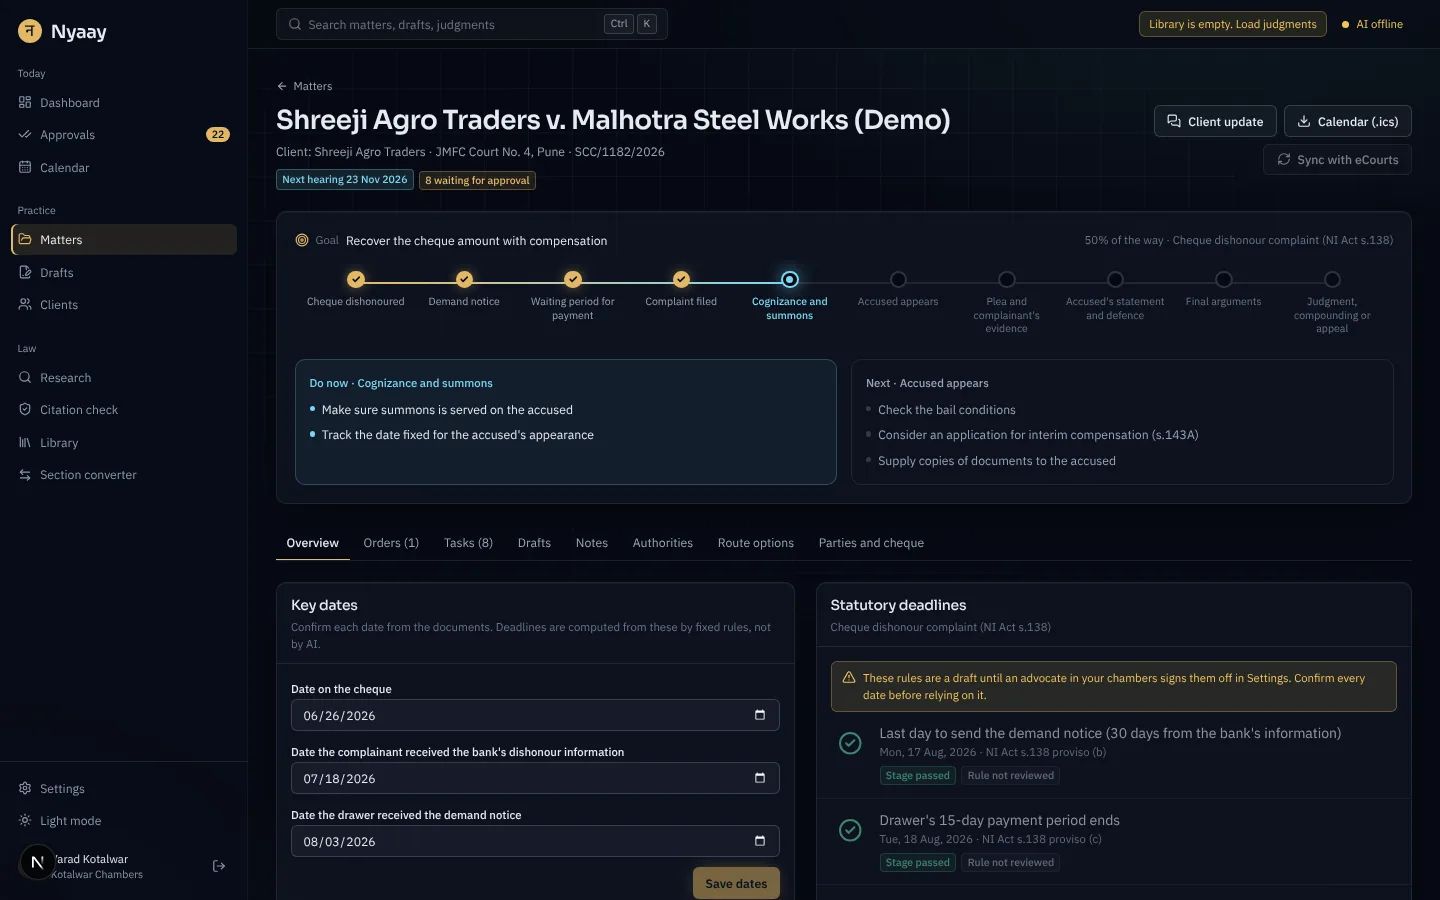 न Nyaay
Search matters, drafts, judgments Ctrl K
Library is empty. Load judgments
AI offline
Today
Dashboard
Approvals 22
Calendar
Practice
Matters
Drafts
Clients
Law
Research
Citation check
Library
Section converter
Settings
Light mode
N
arad Kotalwar
Kotalwar Chambers
Matters
Shreeji Agro Traders v. Malhotra Steel Works (Demo)
Client: Shreeji Agro Traders · JMFC Court No. 4, Pune · SCC/1182/2026
Next hearing 23 Nov 2026
8 waiting for approval
Client update
Calendar (.ics)
Sync with eCourts
Goal Recover the cheque amount with compensation
50% of the way · Cheque dishonour complaint (NI Act s.138)
Cheque dishonoured
Demand notice
Waiting period for
payment
Complaint filed
Cognizance and
summons
Accused appears
Plea and
complainant's
evidence
Accused's statement
and defence
Final arguments
Judgment,
compounding or
appeal
Do now · Cognizance and summons
Make sure summons is served on the accused
Track the date fixed for the accused's appearance
Next · Accused appears
Check the bail conditions
Consider an application for interim compensation (s.143A)
Supply copies of documents to the accused
Overview Orders (1) Tasks (8) Drafts Notes Authorities Route options Parties and cheque
Key dates
Confirm each date from the documents. Deadlines are computed from these by fixed rules, not
by AI.
Date on the cheque
06/26/2026
Date the complainant received the bank's dishonour information
07/18/2026
Date the drawer received the demand notice
08/03/2026
Save dates
Statutory deadlines
Cheque dishonour complaint (NI Act s.138)
These rules are a draft until an advocate in your chambers signs them off in Settings. Confirm every
date before relying on it.
Last day to send the demand notice (30 days from the bank's information)
Mon, 17 Aug, 2026 · NI Act s.138 proviso (b)
Stage passed Rule not reviewed
Drawer's 15-day payment period ends
Tue, 18 Aug, 2026 · NI Act s.138 proviso (c)
Stage passed Rule not reviewed